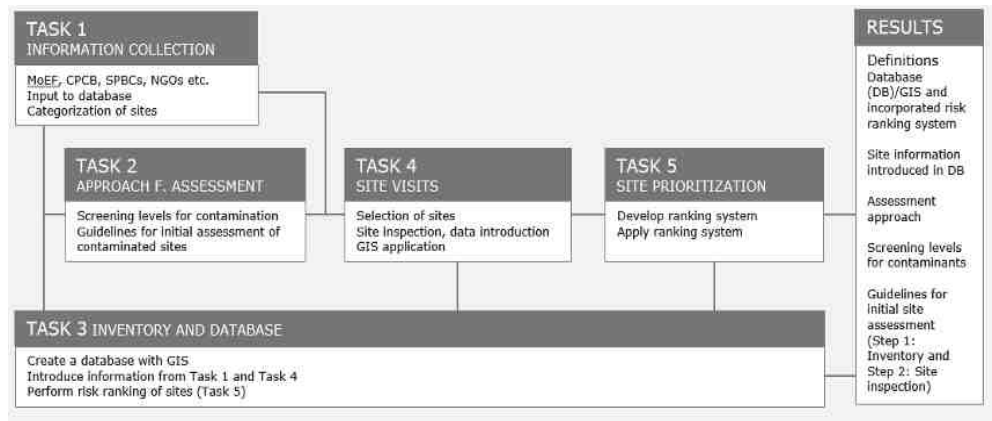 TASK 1
INFORMATION COLLECTION
MoEF, CPCB, SPBCs, NGOs etc.
Input to database
Categorization of sites
TASK 2
APPROACH F. ASSESSMENT
Screening levels for contamination
Guidelines for initial assessment of
contaminated sites
TASK 4
SITE VISITS
Selection of sites
Site inspection, data introduction
GIS application
TASK 5
SITE PRIORITIZATION
Develop ranking system
Apply ranking system
TASK 3 INVENTORY AND DATABASE
Create a database with GIS
Introduce information from Task 1 and Task 4
Perform risk ranking of sites (Task 5)
RESULTS
Definitions
Database
(DB)/GIS and
incorporated risk
ranking system
Site information
introduced in DB
Assessment
approach
Screening levels
for contaminants
Guidelines for
initial site
assessment
(Step 1:
Inventory and
Step 2: Site
inspection)